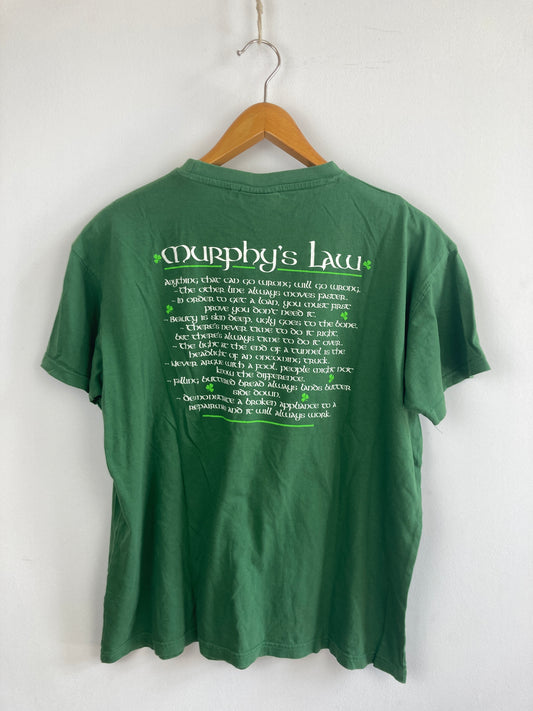 Murphy's Law
Anything that can go wrong will go wrong.
- The other line always moves faster.
- In order to get a loan, you must first
prove you don't need it.
- Beauty is skin deep, ugly goes to the bone.
- There's never time to do it right,
but there's always time to do it over.
- The light at the end of a tunnel is the
headlight of an oncoming truck.
- Never argue with a fool, people might not
know the difference.
- Falling buttered bread always lands butter
side down.
- Demonstrate a broken appliance to a
repairman and it will always work.